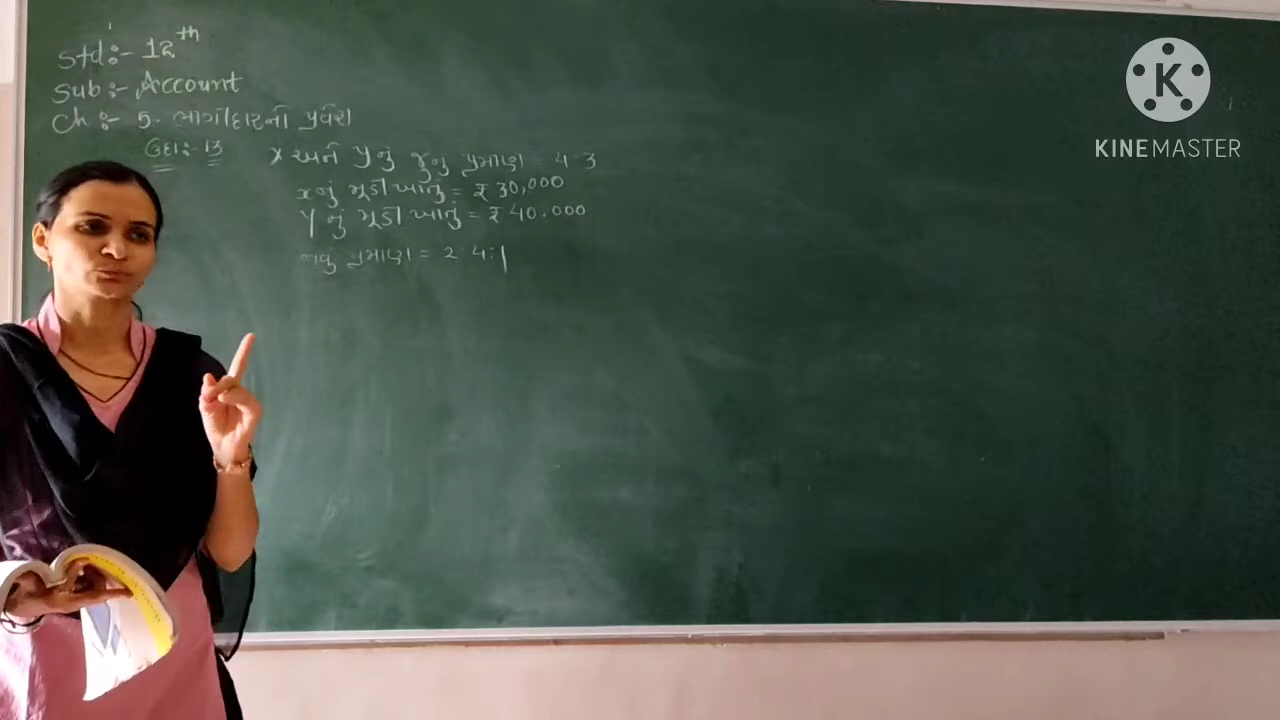 Std :- 12th
Sub :- Account
Ch :- 5. ભાગીદારનો પ્રવેશ
ઉદા :- 13
X અને Y નું જુનુ પ્રમાણ 4 3
x નું મૂડી ખાતું = ₹ 30,000
Y નું મૂડી ખાતું = ₹ 40.000
નવું પ્રમાણ = 2 4:1
K
KINEMASTER